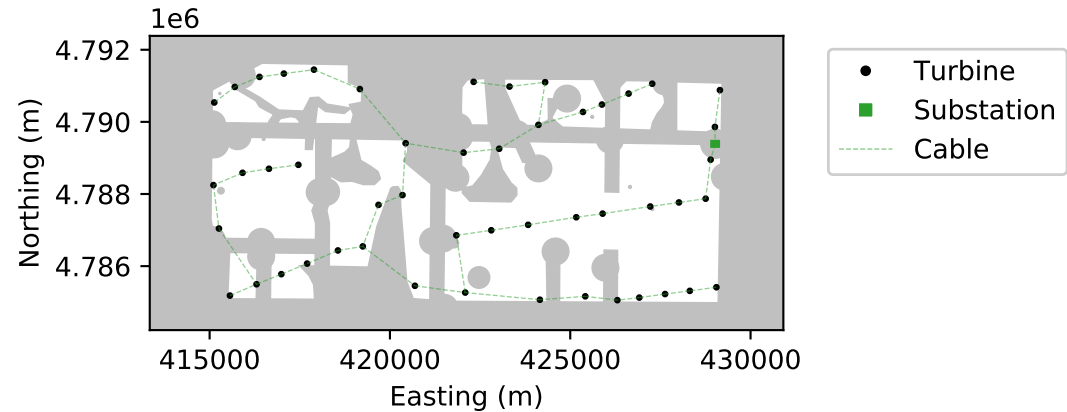 1e6
4.792
4.790
4.788
4.786
Northing (m)
415000 420000 425000 430000
Easting (m)
Turbine
Substation
Cable